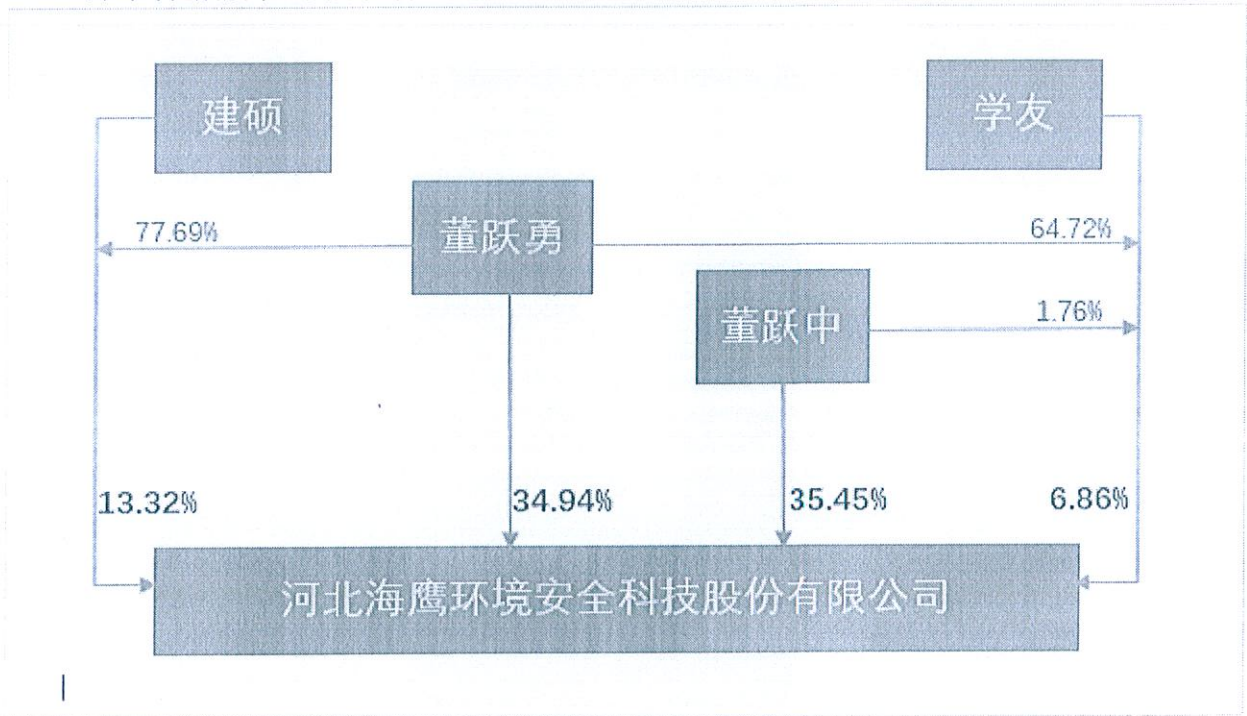 建硕
学友
董跃勇
77.69%
64.72%
董跃中
1.76%
13.32%
34.94%
35.45%
6.86%
河北海鹰环境安全科技股份有限公司